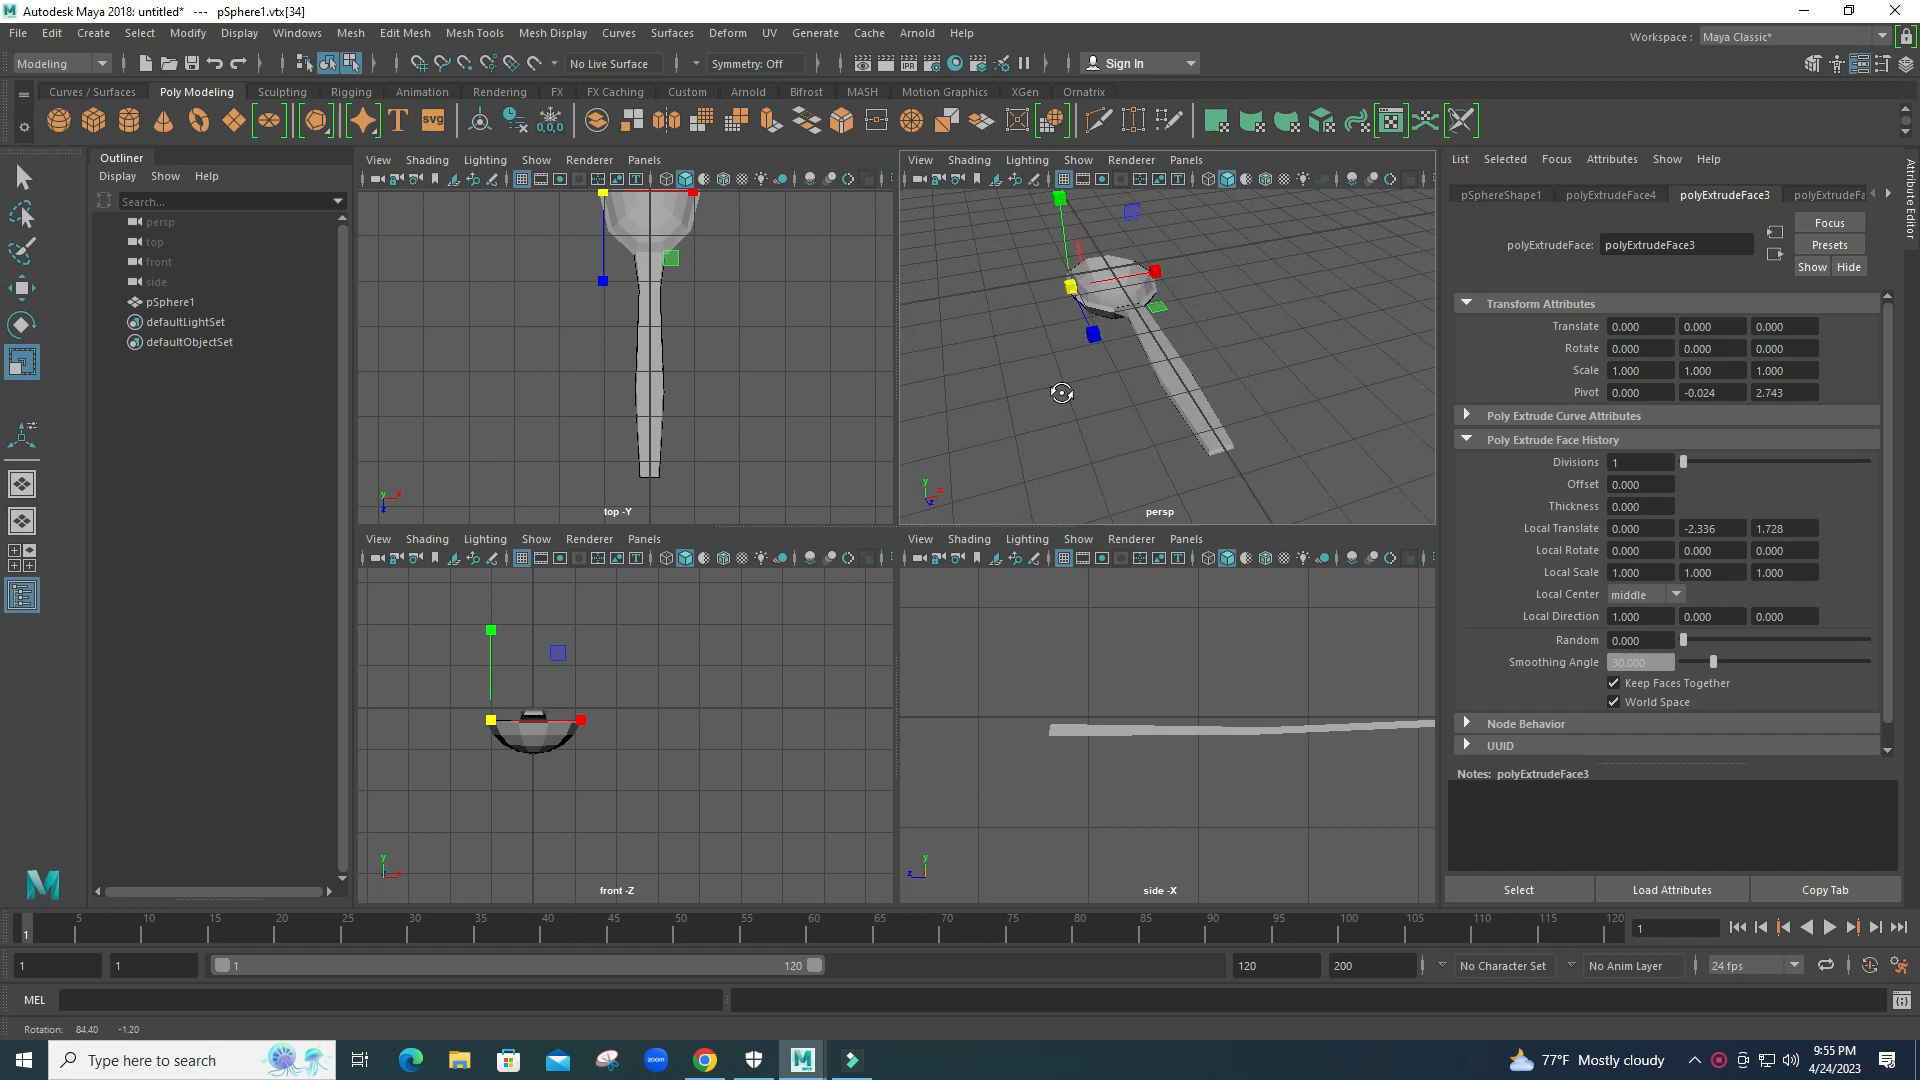 Autodesk Maya 2018: untitled* --- pSphere1.vtx[34]
File Edit Create Select Modify Display Windows Mesh Edit Mesh Mesh Tools Mesh Display Curves Surfaces Deform UV Generate Cache Arnold Help
Workspace : Maya Classic*
Modeling No Live Surface Symmetry: Off Sign In
Curves / Surfaces Poly Modeling Sculpting Rigging Animation Rendering FX FX Caching Custom Arnold Bifrost MASH Motion Graphics XGen Ornatrix
Outliner
Display Show Help
Search...
persp
top
front
side
pSphere1
defaultLightSet
defaultObjectSet
View Shading Lighting Show Renderer Panels
top -Y
View Shading Lighting Show Renderer Panels
persp
View Shading Lighting Show Renderer Panels
front -Z
View Shading Lighting Show Renderer Panels
side -X
List Selected Focus Attributes Show Help
Attribute Editor
pSphereShape1 polyExtrudeFace4 polyExtrudeFace3 polyExtrudeFa
polyExtrudeFace: polyExtrudeFace3
Focus
Presets
Show Hide
Transform Attributes
Translate 0.000 0.000 0.000
Rotate 0.000 0.000 0.000
Scale 1.000 1.000 1.000
Pivot 0.000 -0.024 2.743
Poly Extrude Curve Attributes
Poly Extrude Face History
Divisions 1
Offset 0.000
Thickness 0.000
Local Translate 0.000 -2.336 1.728
Local Rotate 0.000 0.000 0.000
Local Scale 1.000 1.000 1.000
Local Center middle
Local Direction 1.000 0.000 0.000
Random 0.000
Smoothing Angle 30.000
Keep Faces Together
World Space
Node Behavior
UUID
Notes: polyExtrudeFace3
Select Load Attributes Copy Tab
5 10 15 20 25 30 35 40 45 50 55 60 65 70 75 80 85 90 95 100 105 110 115 120
1 1
1 1 1 120 120 200 No Character Set No Anim Layer 24 fps
MEL
Rotation: 84.40 -1.20
Type here to search
zoom
77°F Mostly cloudy
9:55 PM
4/24/2023